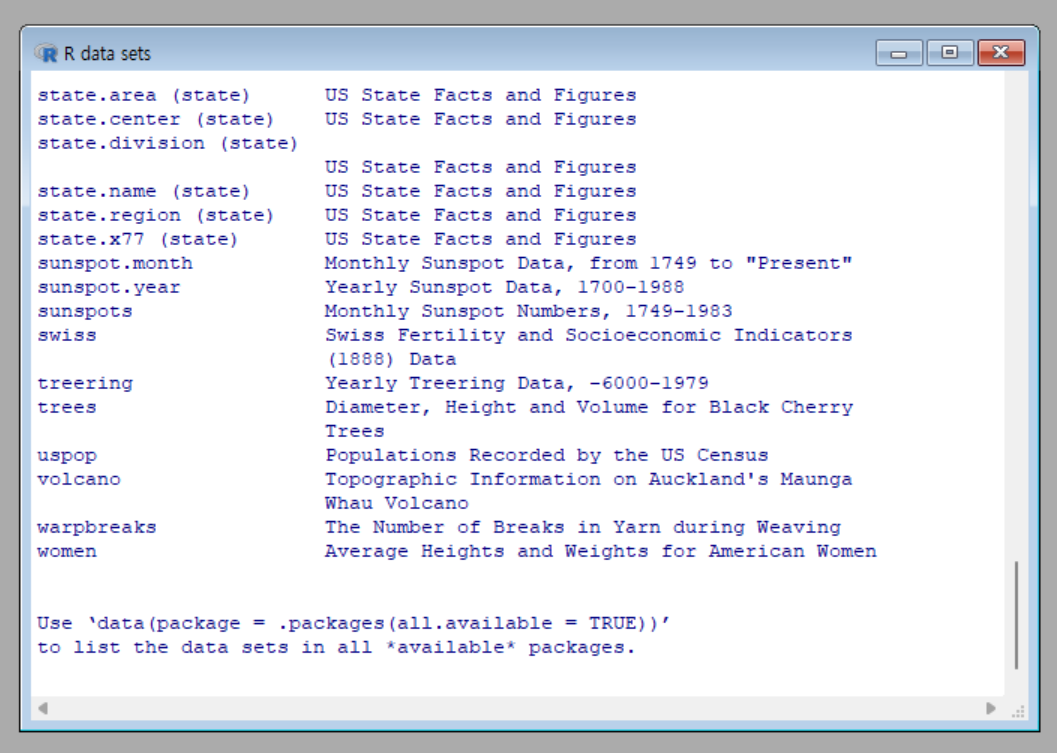 R data sets
state.area (state) US State Facts and Figures
state.center (state) US State Facts and Figures
state.division (state)
US State Facts and Figures
state.name (state) US State Facts and Figures
state.region (state) US State Facts and Figures
state.x77 (state) US State Facts and Figures
sunspot.month Monthly Sunspot Data, from 1749 to "Present"
sunspot.year Yearly Sunspot Data, 1700-1988
sunspots Monthly Sunspot Numbers, 1749-1983
swiss Swiss Fertility and Socioeconomic Indicators
(1888) Data
treering Yearly Treering Data, -6000-1979
trees Diameter, Height and Volume for Black Cherry
Trees
uspop Populations Recorded by the US Census
volcano Topographic Information on Auckland's Maunga
Whau Volcano
warpbreaks The Number of Breaks in Yarn during Weaving
women Average Heights and Weights for American Women
Use ‘data(package = .packages(all.available = TRUE))’
to list the data sets in all *available* packages.